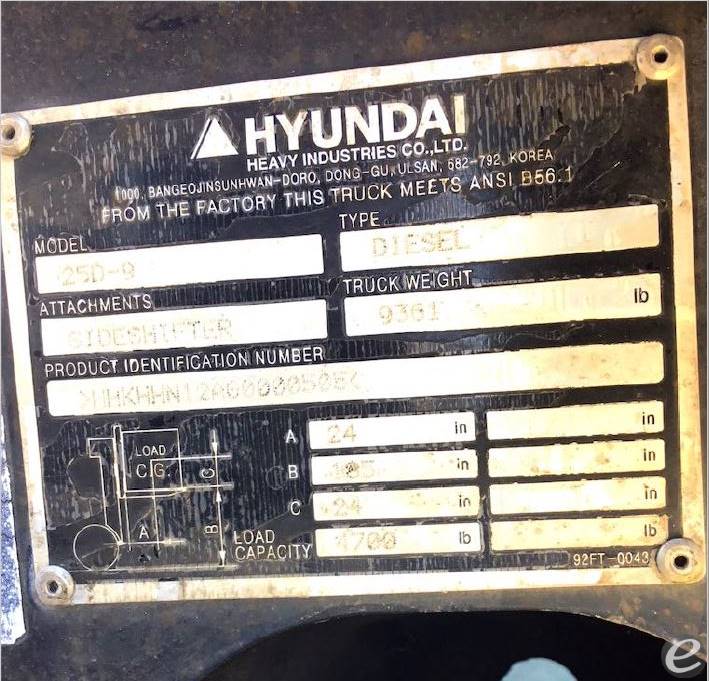 HYUNDAI
HEAVY INDUSTRIES CO.,LTD.
1000, BANGEOJINSUNHWAN-DORO, DONG-GU, ULSAN, 682-792, KOREA
FROM THE FACTORY THIS TRUCK MEETS ANSI B56.1
MODEL
25D-9
TYPE
DIESEL
ATTACHMENTS
SIDESHIFTER
TRUCK WEIGHT
9361 lb
PRODUCT IDENTIFICATION NUMBER
LOAD
CG
C
A
B
A 24 in in
B 185 in in
C 24 in in
LOAD
CAPACITY 4700 lb lb
92FT-0043
e